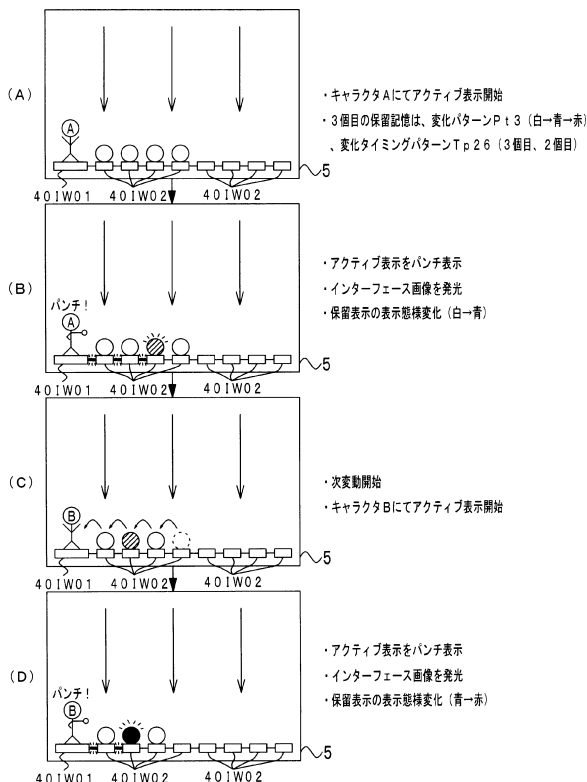 (A)
A
40IW01
40IW02
40IW02
5
・キャラクタAにてアクティブ表示開始
・3個目の保留記憶は、変化パターンPt3(白→青→赤)
、変化タイミングパターンTp26(3個目、2個目)
(B)
パンチ!
A
40IW01
40IW02
40IW02
5
・アクティブ表示をパンチ表示
・インターフェース画像を発光
・保留表示の表示態様変化(白→青)
(C)
B
40IW01
40IW02
40IW02
5
・次変動開始
・キャラクタBにてアクティブ表示開始
(D)
パンチ!
B
40IW01
40IW02
40IW02
5
・アクティブ表示をパンチ表示
・インターフェース画像を発光
・保留表示の表示態様変化(青→赤)